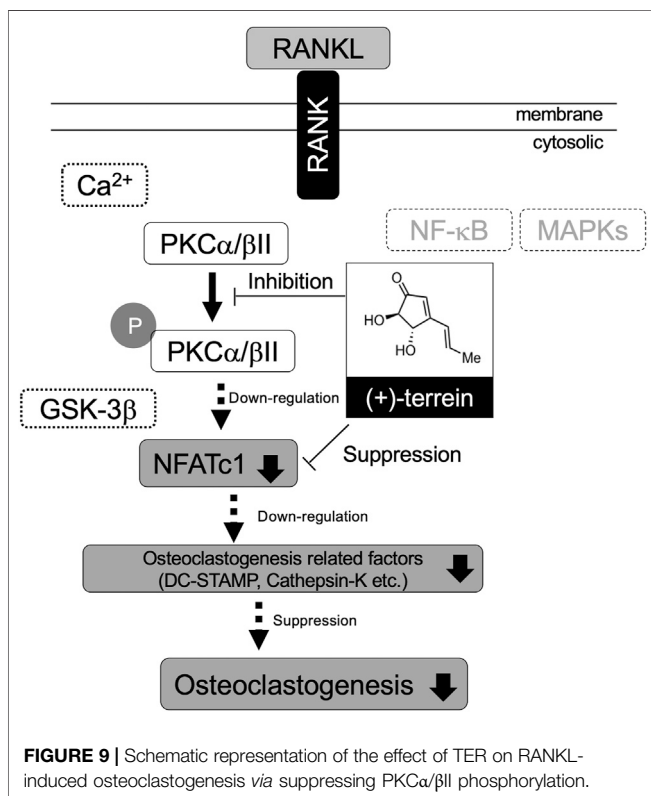 RANKL
RANK
membrane
cytosolic
Ca²⁺
NF-κB
MAPKs
PKCα/βII
Inhibition
O
HO
HO
Me
P
PKCα/βII
(+)-terrein
GSK-3β
Down-regulation
NFATc1
Suppression
Down-regulation
Osteoclastogenesis related factors
(DC-STAMP, Cathepsin-K etc.)
Suppression
Osteoclastogenesis
FIGURE 9 | Schematic representation of the effect of TER on RANKL-
induced osteoclastogenesis via suppressing PKCα/βII phosphorylation.